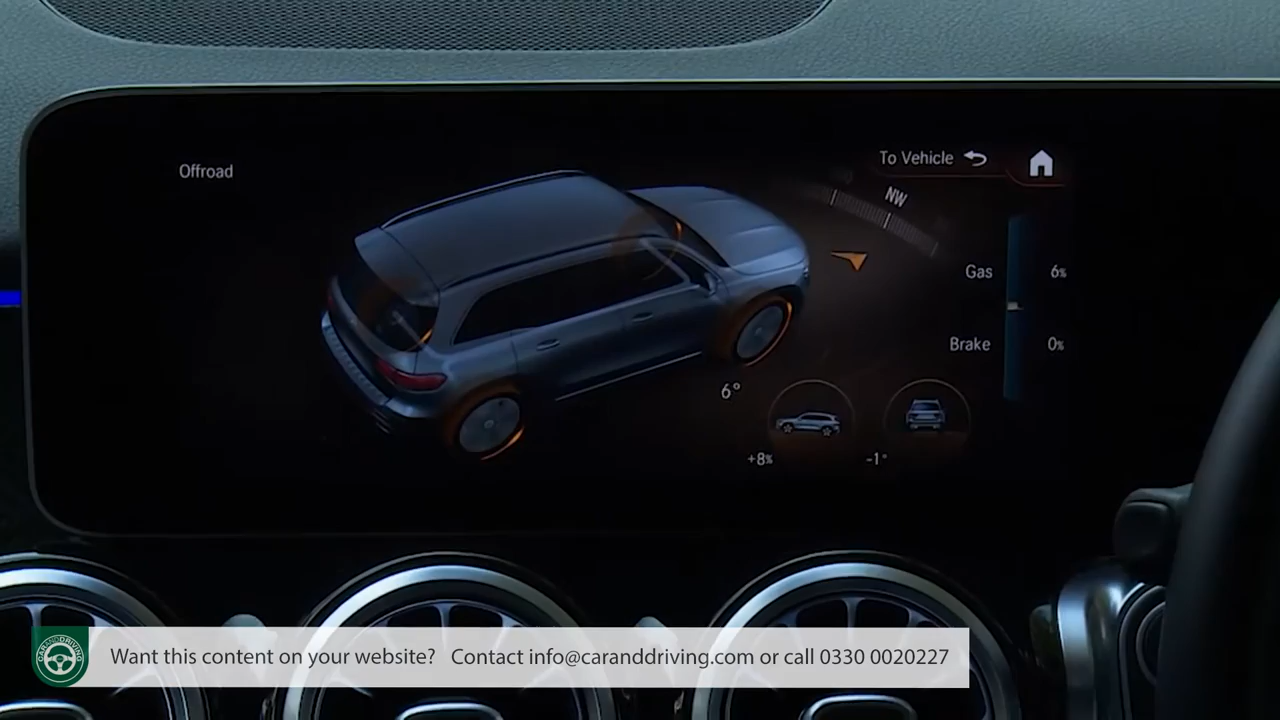 Offroad
To Vehicle
NW
Gas 6%
Brake 0%
6°
+8%
-1°
CARANDDRIVING
Want this content on your website? Contact info@caranddriving.com or call 0330 0020227